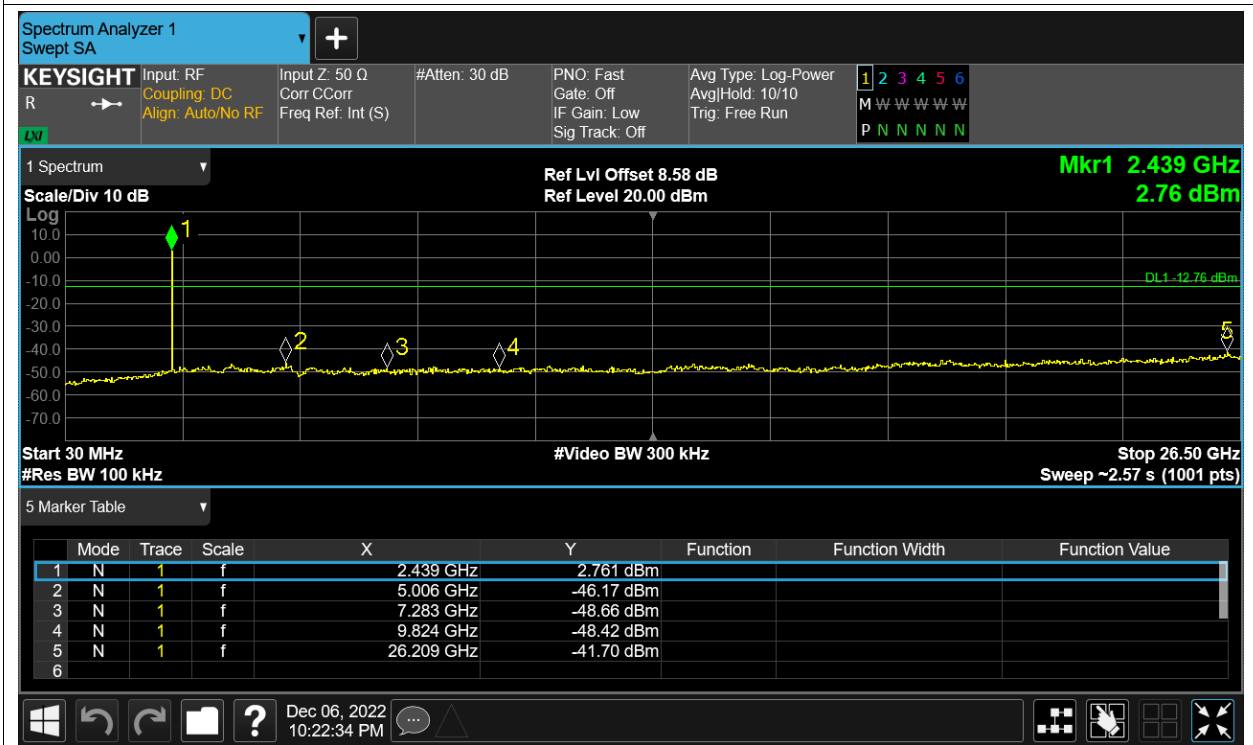 Spectrum Analyzer 1
Swept SA
KEYSIGHT
R
LXI
Input: RF
Coupling: DC
Align: Auto/No RF
Input Z: 50 Ω
Corr CCorr
Freq Ref: Int (S)
#Atten: 30 dB
PNO: Fast
Gate: Off
IF Gain: Low
Sig Track: Off
Avg Type: Log-Power
Avg|Hold: 10/10
Trig: Free Run
1 2 3 4 5 6
M W W W W W W
P N N N N N N
1 Spectrum
Scale/Div 10 dB
Ref Lvl Offset 8.58 dB
Ref Level 20.00 dBm
Mkr1 2.439 GHz
2.76 dBm
Log
10.0
0.00
-10.0
-20.0
-30.0
-40.0
-50.0
-60.0
-70.0
1
2
3
4
5
DL1 -12.76 dBm
Start 30 MHz
#Video BW 300 kHz
Stop 26.50 GHz
#Res BW 100 kHz
Sweep ~2.57 s (1001 pts)
5 Marker Table
Mode Trace Scale X Y Function Function Width Function Value
1 N 1 f 2.439 GHz 2.761 dBm
2 N 1 f 5.006 GHz -46.17 dBm
3 N 1 f 7.283 GHz -48.66 dBm
4 N 1 f 9.824 GHz -48.42 dBm
5 N 1 f 26.209 GHz -41.70 dBm
6
?
Dec 06, 2022
10:22:34 PM